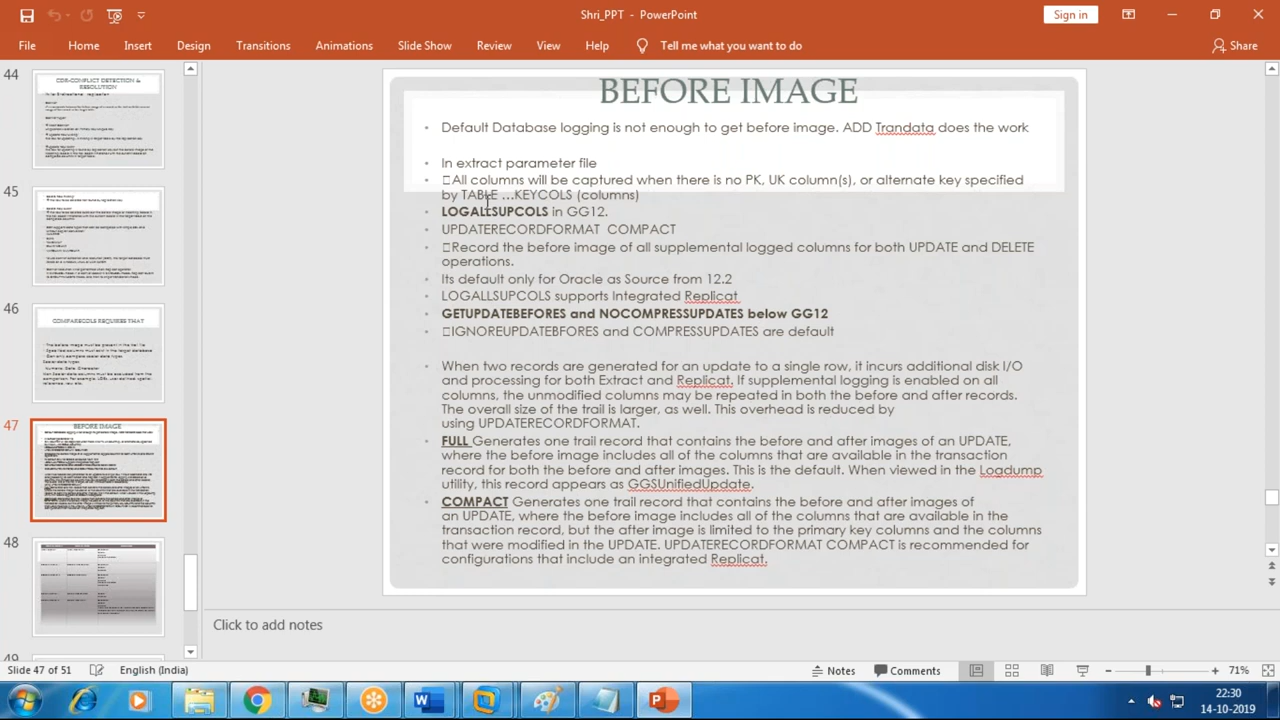 Shri_PPT - PowerPoint
Sign in
File Home Insert Design Transitions Animations Slide Show Review View Help Tell me what you want to do
Share
44
CDR-CONFLICT DETECTION &
RESOLUTION
45
46
COMPARECOLS REQUIRES THAT
47
BEFORE IMAGE
48
49
BEFORE IMAGE
• Default Database logging is not enough to get before image. ADD Trandata does the work
• In extract parameter file
• All columns will be captured when there is no PK, UK column(s), or alternate key specified
by TABLE .. KEYCOLS (columns)
• LOGALLSUPCOLS in GG12.
• UPDATERECORDFORMAT COMPACT
• Record the before image of all supplemental logged columns for both UPDATE and DELETE
operations.
• Its default only for Oracle as Source from 12.2
• LOGALLSUPCOLS supports Integrated Replicat
• GETUPDATEBEFORES and NOCOMPRESSUPDATES below GG12
• IGNOREUPDATEBFORES and COMPRESSUPDATES are default
• When two records are generated for an update to a single row, it incurs additional disk I/O
and processing for both Extract and Replicat. If supplemental logging is enabled on all
columns, the unmodified columns may be repeated in both the before and after records.
The overall size of the trail is larger, as well. This overhead is reduced by
using UPDATERECORDFORMAT.
• FULL Generates one trail record that contains the before and after images of an UPDATE,
where the before image includes all of the columns that are available in the transaction
record for both the before and after images. This is the default. When viewed in the Logdump
utility, this record appears as GGSUnifiedUpdate.
• COMPACT Generates one trail record that contains the before and after images of
an UPDATE, where the before image includes all of the columns that are available in the
transaction record, but the after image is limited to the primary key columns and the columns
that were modified in the UPDATE. UPDATERECORDFORMAT COMPACT is recommended for
configurations that include an integrated Replicat.
Click to add notes
Slide 47 of 51 English (India) Notes Comments 71%
22:30
14-10-2019